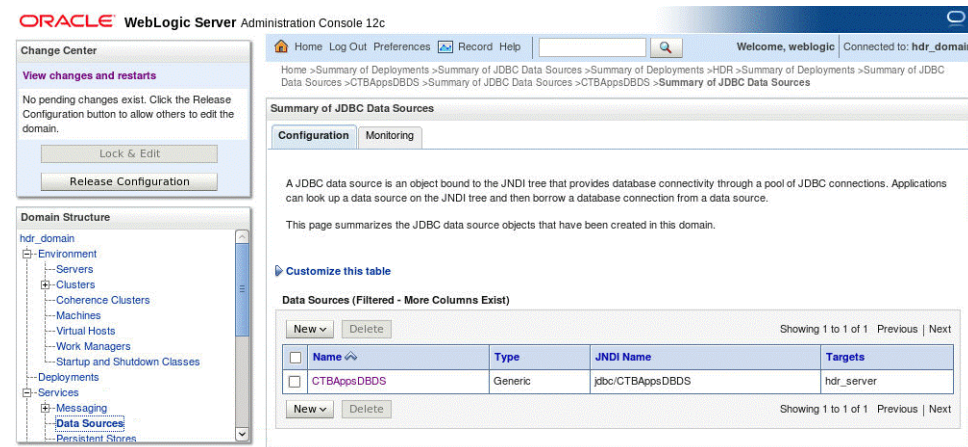 ORACLE WebLogic Server Administration Console 12c
Change Center
View changes and restarts
No pending changes exist. Click the Release
Configuration button to allow others to edit the
domain.
Lock & Edit
Release Configuration
Domain Structure
hdr_domain
Environment
Servers
Clusters
Coherence Clusters
Machines
Virtual Hosts
Work Managers
Startup and Shutdown Classes
Deployments
Services
Messaging
Data Sources
Persistent Stores
Home Log Out Preferences Record Help
Welcome, weblogic Connected to: hdr_domain
Home >Summary of Deployments >Summary of JDBC Data Sources >Summary of Deployments >HDR >Summary of Deployments >Summary of JDBC
Data Sources >CTBAppsDBDS >Summary of JDBC Data Sources >CTBAppsDBDS >Summary of JDBC Data Sources
Summary of JDBC Data Sources
Configuration Monitoring
A JDBC data source is an object bound to the JNDI tree that provides database connectivity through a pool of JDBC connections. Applications
can look up a data source on the JNDI tree and then borrow a database connection from a data source.
This page summarizes the JDBC data source objects that have been created in this domain.
Customize this table
Data Sources (Filtered - More Columns Exist)
New Delete Showing 1 to 1 of 1 Previous | Next
Name Type JNDI Name Targets
CTBAppsDBDS Generic jdbc/CTBAppsDBDS hdr_server
New Delete Showing 1 to 1 of 1 Previous | Next